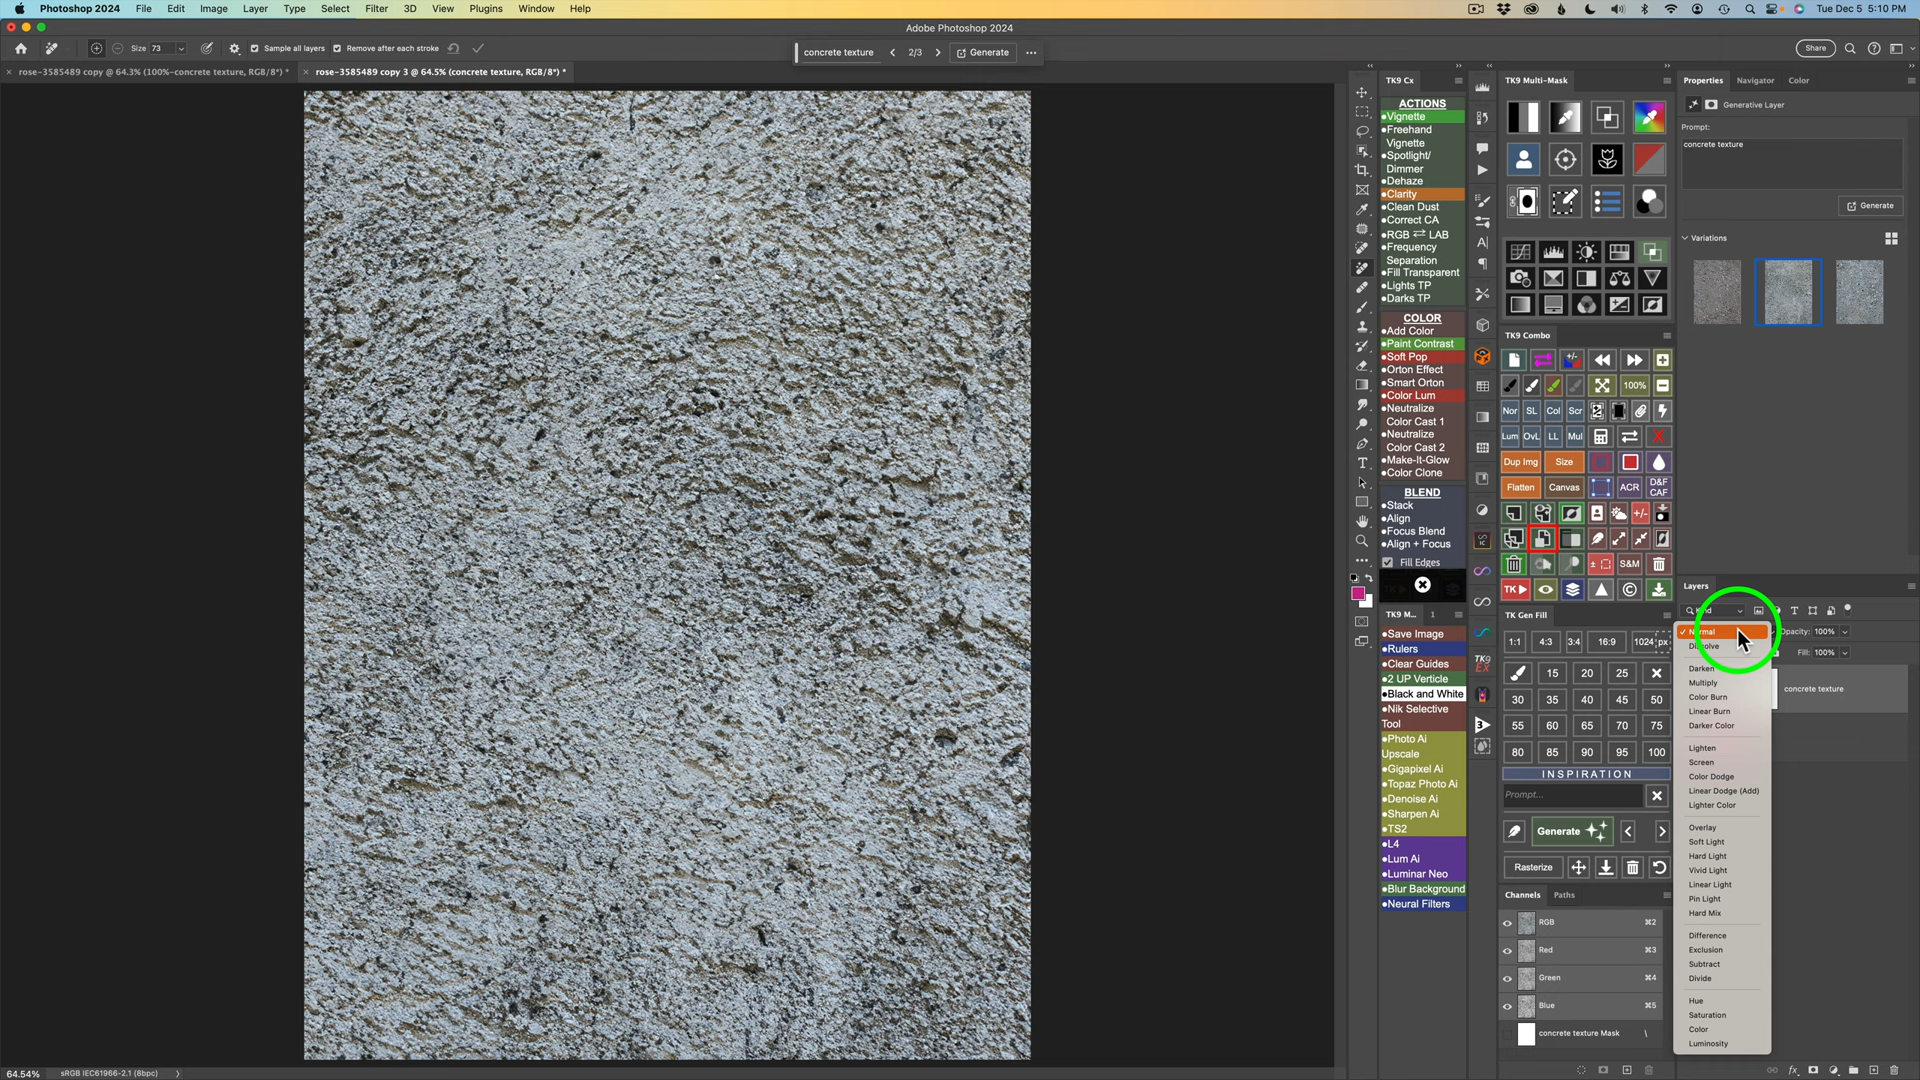 Photoshop 2024 File Edit Image Layer Type Select Filter 3D View Plugins Window Help Tue Dec 5 5:10 PM
Adobe Photoshop 2024
Size 73 Sample all layers Remove after each stroke concrete texture 2/3 Generate Share
rose-3585489 copy @ 64.3% (100%-concrete texture, RGB/8*) * rose-3585489 copy 3 @ 64.5% (concrete texture, RGB/8*) *
TK9 Cx
ACTIONS
•Vignette
•Freehand
Vignette
•Spotlight/
Dimmer
•Dehaze
•Clarity
•Clean Dust
•Correct CA
•RGB ⇄ LAB
•Frequency
Separation
•Fill Transparent
•Lights TP
•Darks TP
COLOR
•Add Color
•Paint Contrast
•Soft Pop
•Orton Effect
•Smart Orton
•Color Lum
•Neutralize
Color Cast 1
•Neutralize
Color Cast 2
•Make-It-Glow
•Color Clone
BLEND
•Stack
•Align
•Focus Blend
•Align + Focus
Fill Edges
TK9 M... 1
•Save Image
•Rulers
•Clear Guides
•2 UP Verticle
•Black and White
•Nik Selective
Tool
•Photo Ai
Upscale
•Gigapixel Ai
•Topaz Photo Ai
•Denoise Ai
•Sharpen Ai
•TS2
•L4
•Lum Ai
•Luminar Neo
•Blur Background
•Neural Filters
TK9 Multi-Mask
TK9 Combo
100%
Nor SL Col Scr
Lum OvL LL Mul
Dup Img Size
Flatten Canvas ACR D&F
CAF
+/-
S&M
TK
TK Gen Fill
1:1 4:3 3:4 16:9 1024 px
15 20 25
30 35 40 45 50
55 60 65 70 75
80 85 90 95 100
INSPIRATION
Prompt...
Generate
Rasterize
Channels Paths
RGB ⌘2
Red ⌘3
Green ⌘4
Blue ⌘5
concrete texture Mask \
Properties Navigator Color
Generative Layer
Prompt:
concrete texture
Generate
Variations
Layers
Kind
Opacity: 100%
Fill: 100%
concrete texture
Normal
Dissolve
Darken
Multiply
Color Burn
Linear Burn
Darker Color
Lighten
Screen
Color Dodge
Linear Dodge (Add)
Lighter Color
Overlay
Soft Light
Hard Light
Vivid Light
Linear Light
Pin Light
Hard Mix
Difference
Exclusion
Subtract
Divide
Hue
Saturation
Color
Luminosity
64.54% sRGB IEC61966-2.1 (8bpc)